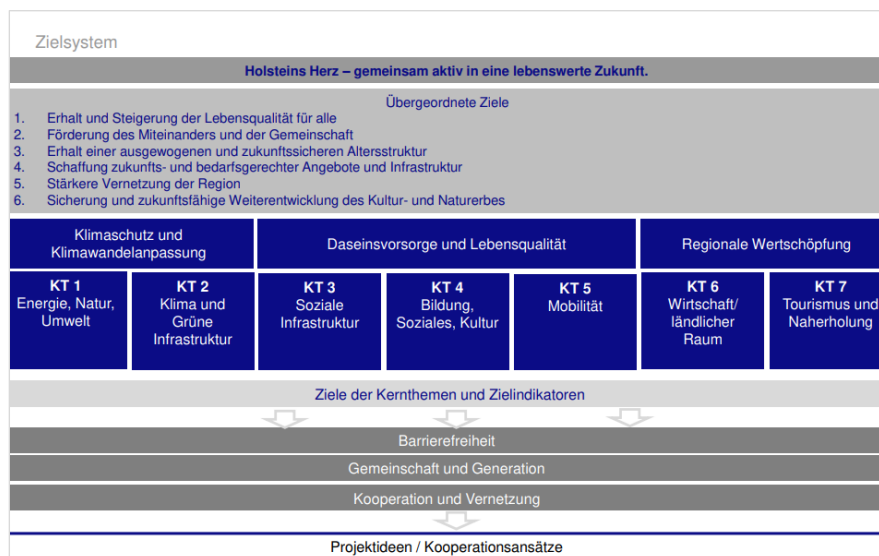 Zielsystem
Holsteins Herz – gemeinsam aktiv in eine lebenswerte Zukunft.
Übergeordnete Ziele
1. Erhalt und Steigerung der Lebensqualität für alle
2. Förderung des Miteinanders und der Gemeinschaft
3. Erhalt einer ausgewogenen und zukunftssicheren Altersstruktur
4. Schaffung zukunfts- und bedarfsgerechter Angebote und Infrastruktur
5. Stärkere Vernetzung der Region
6. Sicherung und zukunftsfähige Weiterentwicklung des Kultur- und Naturerbes
Klimaschutz und
Klimawandelanpassung
Daseinsvorsorge und Lebensqualität
Regionale Wertschöpfung
KT 1
Energie, Natur,
Umwelt
KT 2
Klima und
Grüne
Infrastruktur
KT 3
Soziale
Infrastruktur
KT 4
Bildung,
Soziales, Kultur
KT 5
Mobilität
KT 6
Wirtschaft/
ländlicher
Raum
KT 7
Tourismus und
Naherholung
Ziele der Kernthemen und Zielindikatoren
Barrierefreiheit
Gemeinschaft und Generation
Kooperation und Vernetzung
Projektideen / Kooperationsansätze